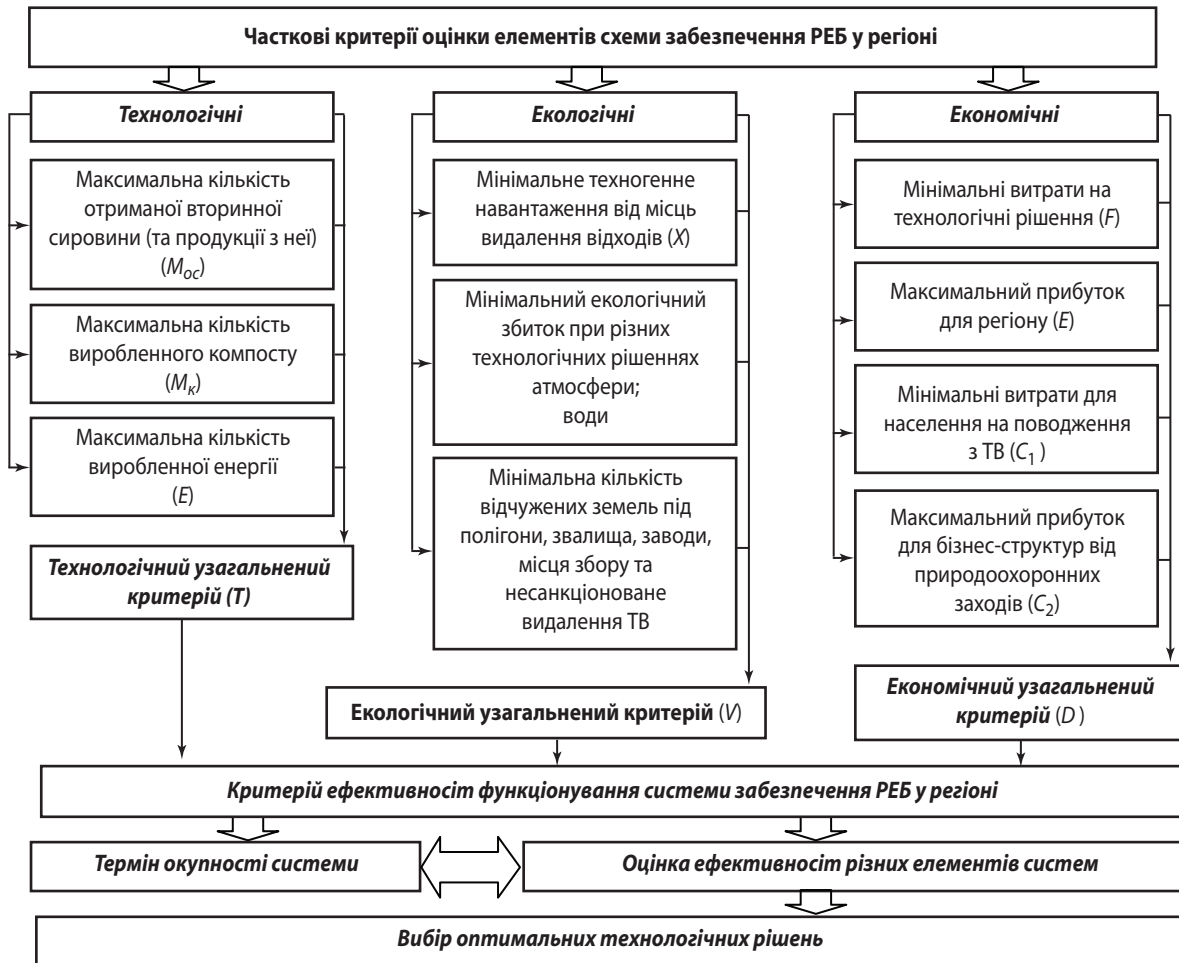 Часткові критерії оцінки елементів схеми забезпечення РЕБ у регіоні
Технологічні
Максимальна кількість
отриманої вторинної
сировини (та продукції з неї)
(Mос)
Максимальна кількість
виробленного компосту
(Mк)
Максимальна кількість
виробленної енергії
(E)
Технологічний узагальнений
критерій (Т)
Екологічні
Мінімальне техногенне
навантаження від місць
видалення відходів (X)
Мінімальний екологічний
збиток при різних
технологічних рішеннях
атмосфери;
води
Мінімальна кількість
відчужених земель під
полігони, звалища, заводи,
місця збору та
несанкціоноване
видалення ТВ
Екологічний узагальнений критерій (V)
Економічні
Мінімальні витрати на
технологічні рішення (F)
Максимальний прибуток
для регіону (E)
Мінімальні витрати для
населення на поводження
з ТВ (C1 )
Максимальний прибуток
для бізнес-структур від
природоохоронних
заходів (C2)
Економічний узагальнений
критерій (D )
Критерій ефективност функціонування системи забезпечення РЕБ у регіоні
Термін окупності системи
Оцінка ефективност різних елементів систем
Вибір оптимальних технологічних рішень